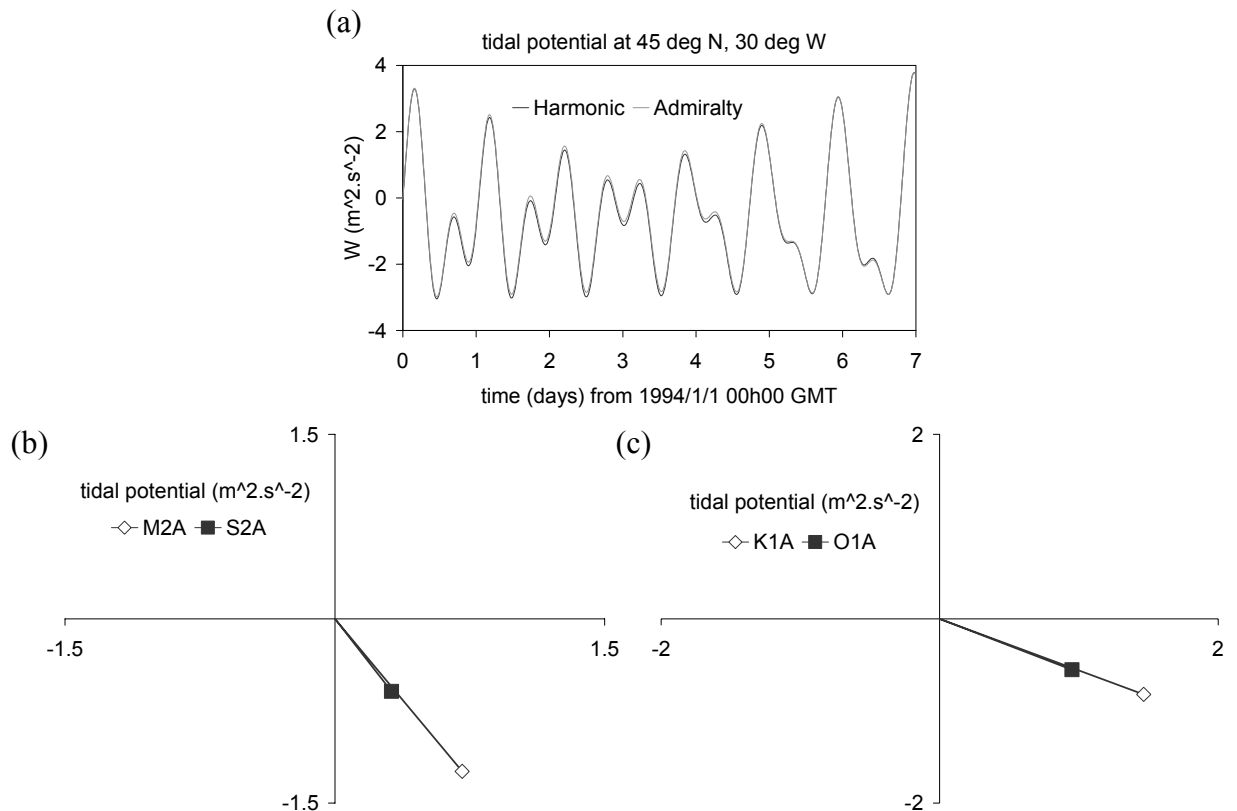 (a)
tidal potential at 45 deg N, 30 deg W
4
Harmonic Admiralty
2
0
W (m^2.s^-2)
-2
-4
0 1 2 3 4 5 6 7
time (days) from 1994/1/1 00h00 GMT
(b)
1.5
tidal potential (m^2.s^-2)
M2A S2A
-1.5 1.5
-1.5
(c)
2
tidal potential (m^2.s^-2)
K1A O1A
-2 2
-2